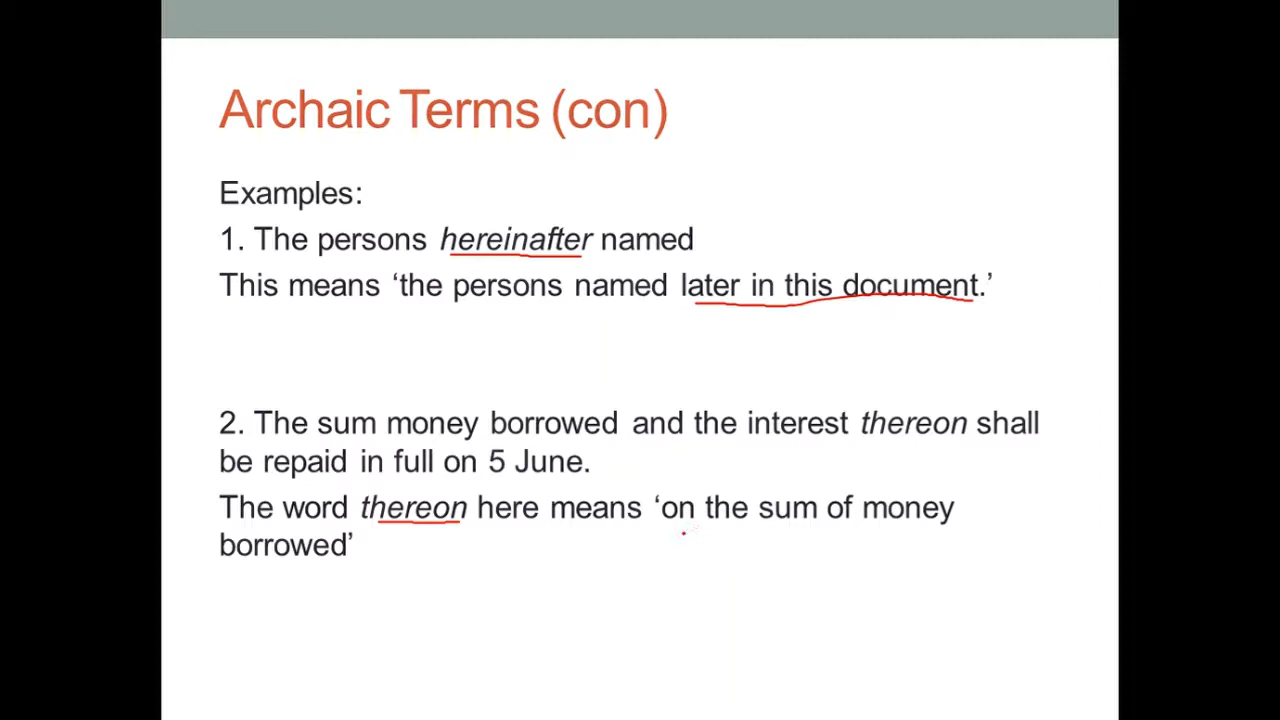 Archaic Terms (con)
Examples:
1. The persons hereinafter named
This means ‘the persons named later in this document.’
2. The sum money borrowed and the interest thereon shall
be repaid in full on 5 June.
The word thereon here means ‘on the sum of money
borrowed’